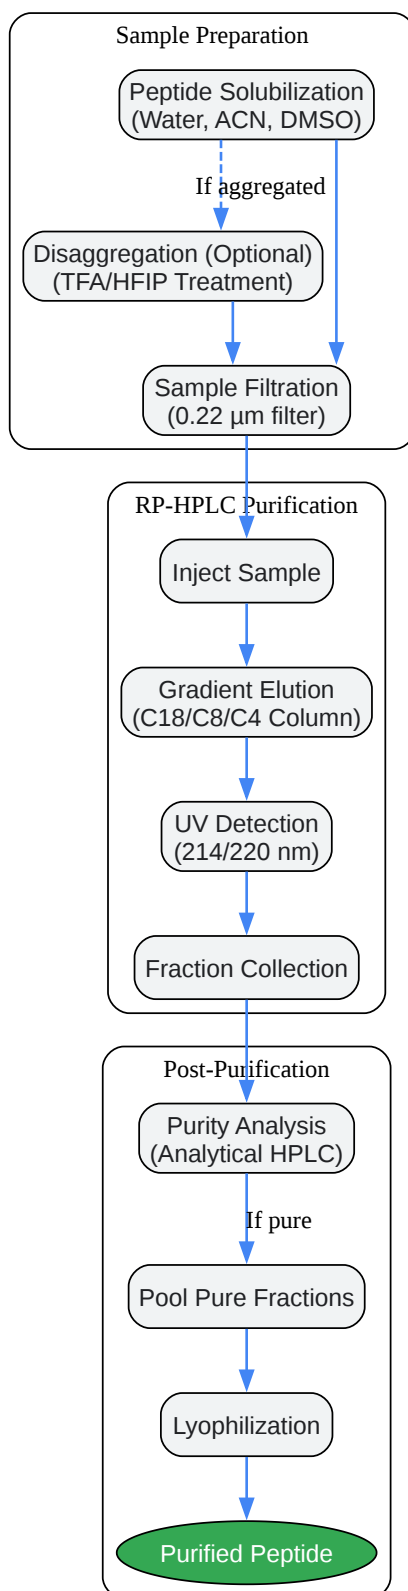 Sample Preparation
Peptide Solubilization
(Water, ACN, DMSO)
If aggregated
Disaggregation (Optional)
(TFA/HFIP Treatment)
Sample Filtration
(0.22 µm filter)
RP-HPLC Purification
Inject Sample
Gradient Elution
(C18/C8/C4 Column)
UV Detection
(214/220 nm)
Fraction Collection
Post-Purification
Purity Analysis
(Analytical HPLC)
If pure
Pool Pure Fractions
Lyophilization
Purified Peptide